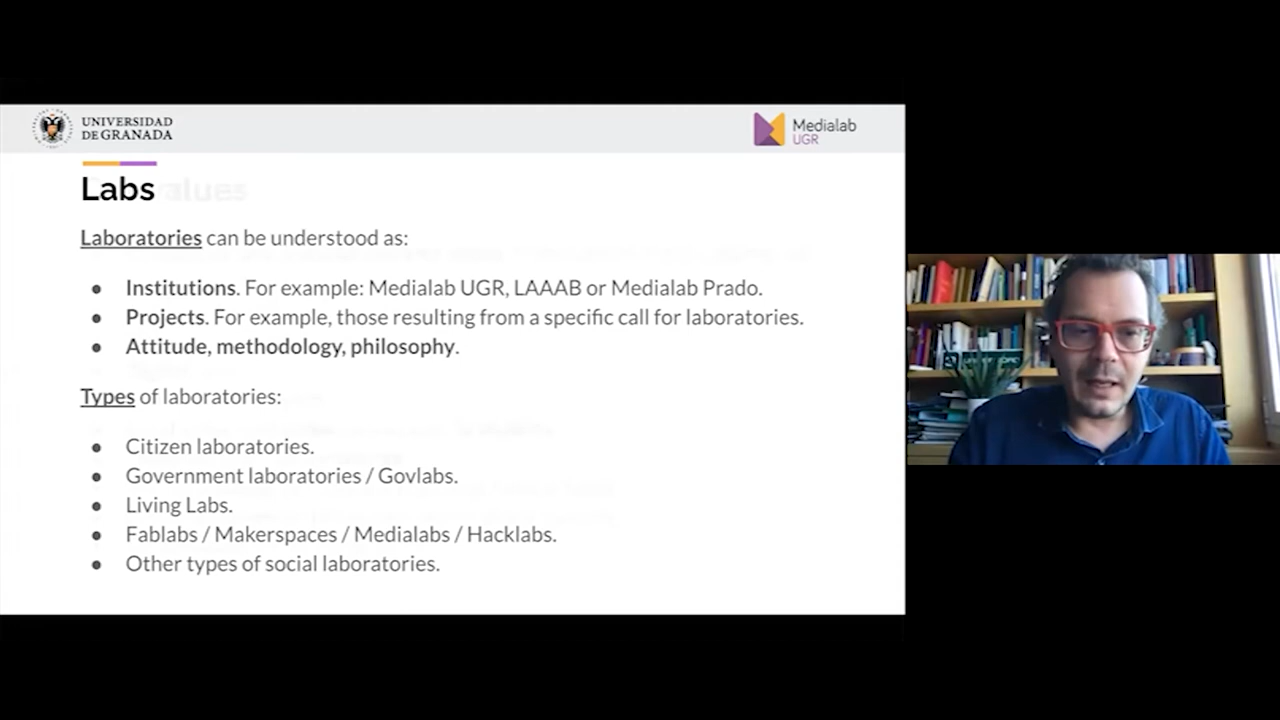 UNIVERSIDAD
DE GRANADA
Medialab
UGR
Labs
Laboratories can be understood as:
● Institutions. For example: Medialab UGR, LAAAB or Medialab Prado.
● Projects. For example, those resulting from a specific call for laboratories.
● Attitude, methodology, philosophy.
Types of laboratories:
● Citizen laboratories.
● Government laboratories / Govlabs.
● Living Labs.
● Fablabs / Makerspaces / Medialabs / Hacklabs.
● Other types of social laboratories.